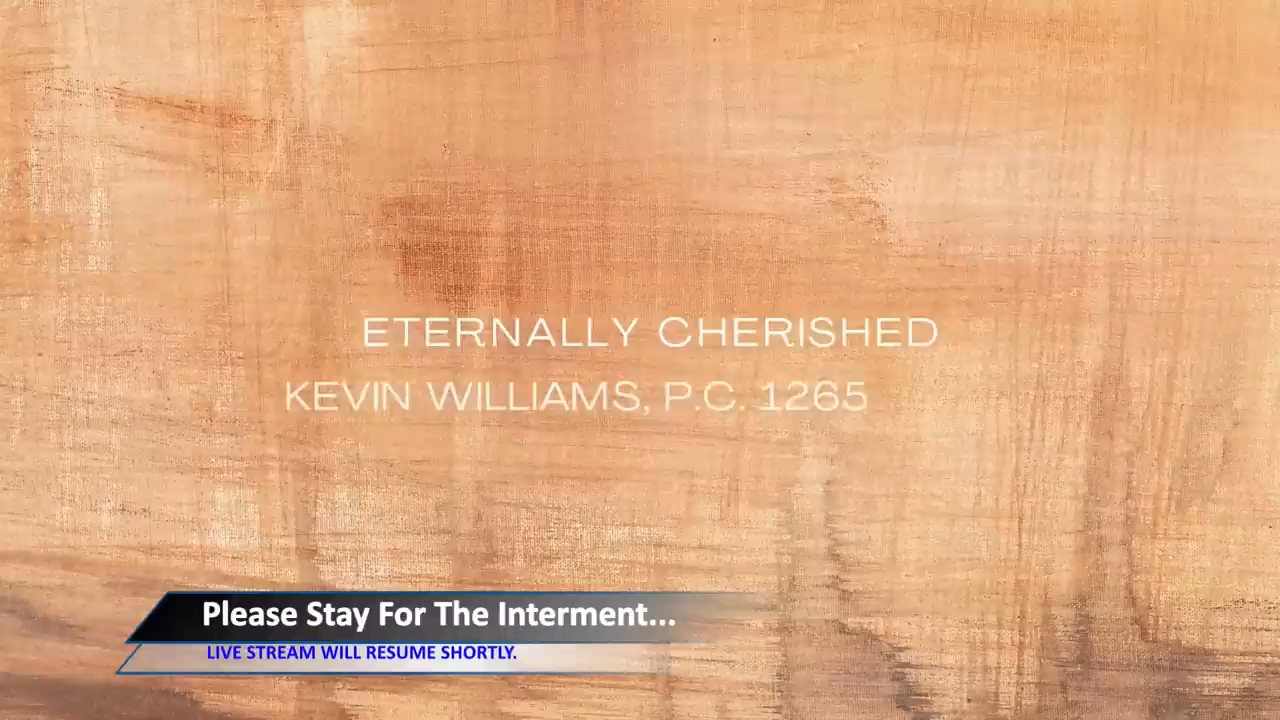 ETERNALLY CHERISHED
KEVIN WILLIAMS, P.C. 1265
Please Stay For The Interment...
LIVE STREAM WILL RESUME SHORTLY.